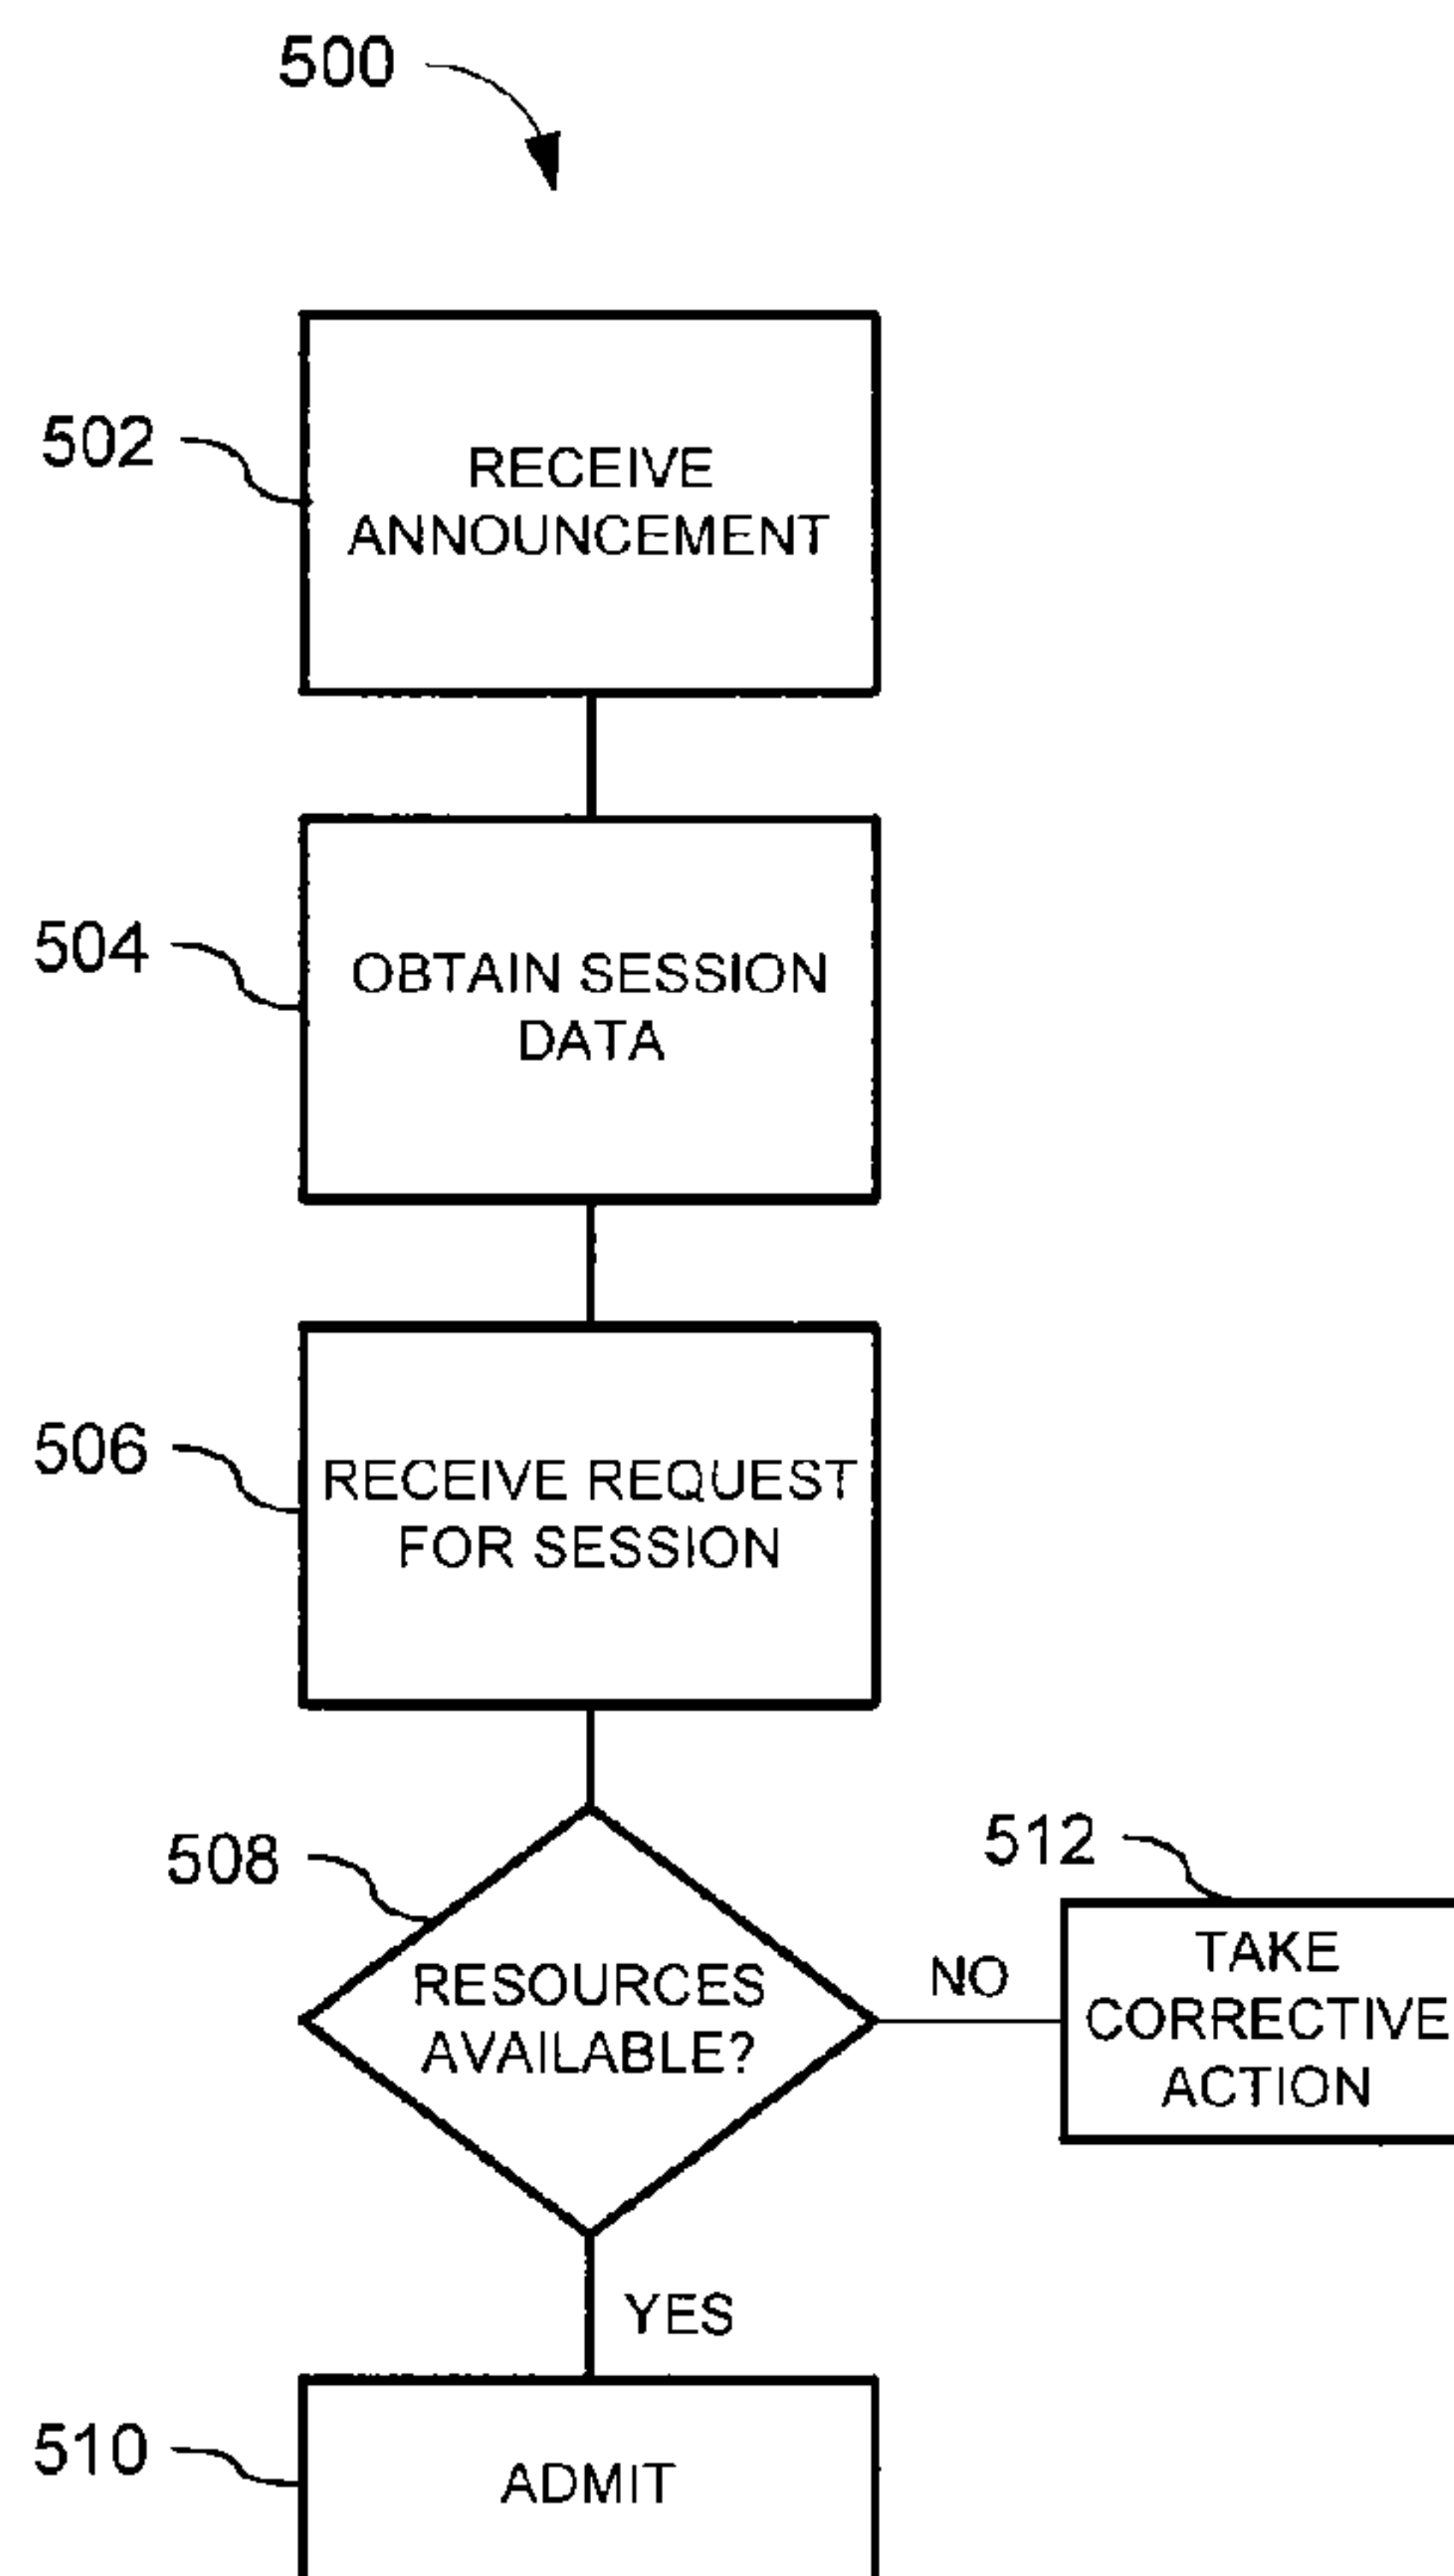 500
502
RECEIVE
ANNOUNCEMENT
504
OBTAIN SESSION
DATA
506
RECEIVE REQUEST
FOR SESSION
508
RESOURCES
AVAILABLE?
NO
512
TAKE
CORRECTIVE
ACTION
YES
510
ADMIT